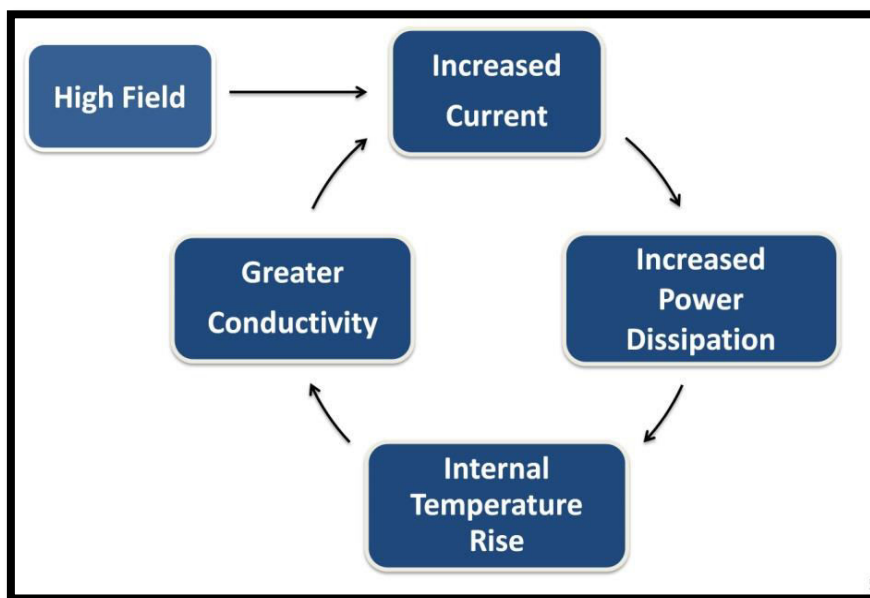 High Field
Increased
Current
Increased
Power
Dissipation
Internal
Temperature
Rise
Greater
Conductivity